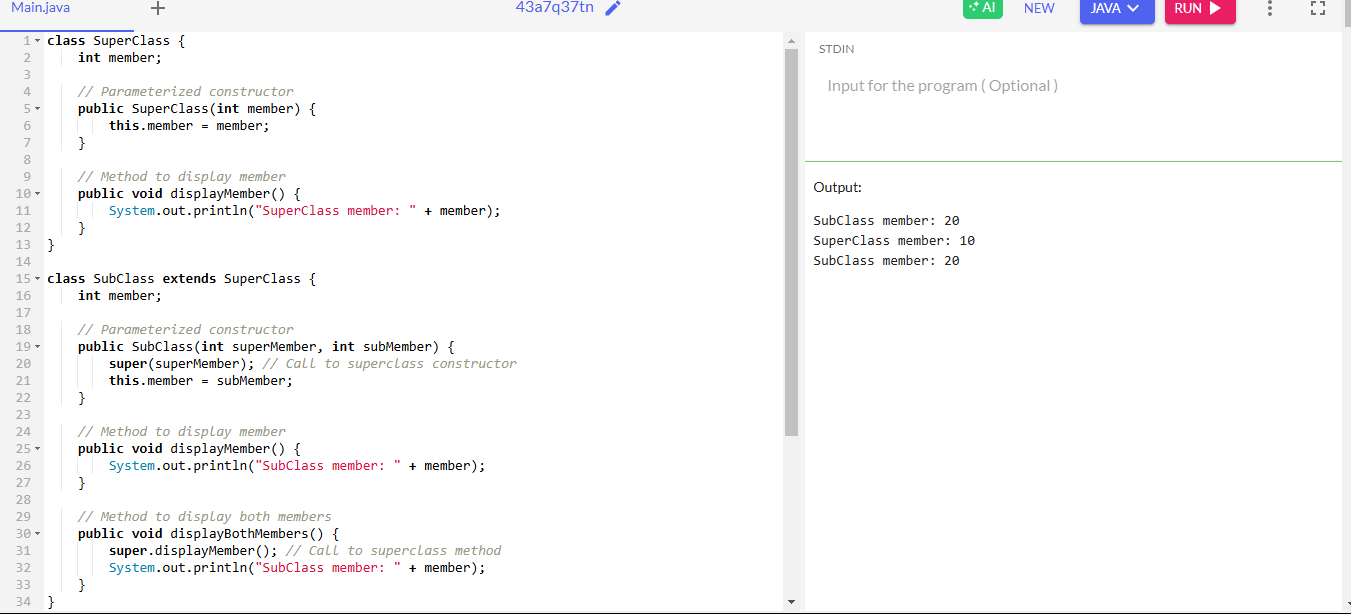 Main.java
43a7q37tn
AI
NEW
JAVA
RUN
1 class SuperClass {
2     int member;
3
4     // Parameterized constructor
5     public SuperClass(int member) {
6         this.member = member;
7     }
8
9     // Method to display member
10     public void displayMember() {
11         System.out.println("SuperClass member: " + member);
12     }
13 }
14
15 class SubClass extends SuperClass {
16     int member;
17
18     // Parameterized constructor
19     public SubClass(int superMember, int subMember) {
20         super(superMember); // Call to superclass constructor
21         this.member = subMember;
22     }
23
24     // Method to display member
25     public void displayMember() {
26         System.out.println("SubClass member: " + member);
27     }
28
29     // Method to display both members
30     public void displayBothMembers() {
31         super.displayMember(); // Call to superclass method
32         System.out.println("SubClass member: " + member);
33     }
34 }
STDIN
Input for the program ( Optional )
Output:
SubClass member: 20
SuperClass member: 10
SubClass member: 20